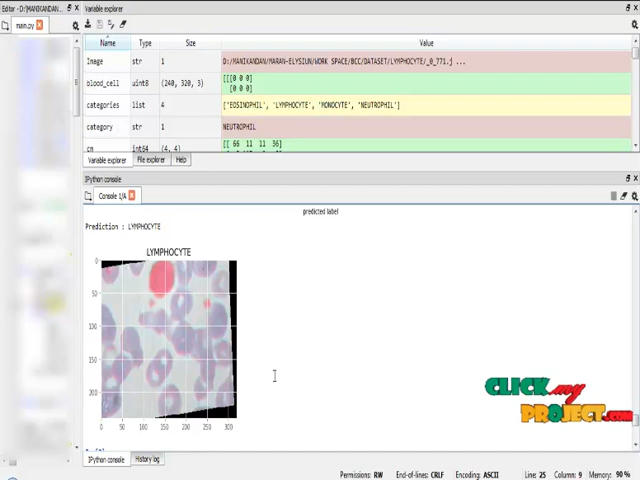 Editor - D:\MANIKANDAN...
Variable explorer
main.py
Name Type Size Value
Image str 1 D:/MANIKANDAN/MARAN-ELYSIUN/WORK SPACE/BCC/DATASET/LYMPHOCYTE/_0_771.j ...
blood_cell uint8 (240, 320, 3) [[[0 0 0]
[0 0 0]
categories list 4 ['EOSINOPHIL', 'LYMPHOCYTE', 'MONOCYTE', 'NEUTROPHIL']
category str 1 NEUTROPHIL
cm int64 (4, 4) [[ 66 11 11 36]
Variable explorer File explorer Help
IPython console
Console 1/A
predicted label
Prediction : LYMPHOCYTE
LYMPHOCYTE
0
50
100
150
200
0 50 100 150 200 250 300
CLICK my
PROJECT.COM
IPython console History log
Permissions: RW End-of-lines: CRLF Encoding: ASCII Line: 25 Column: 9 Memory: 90 %